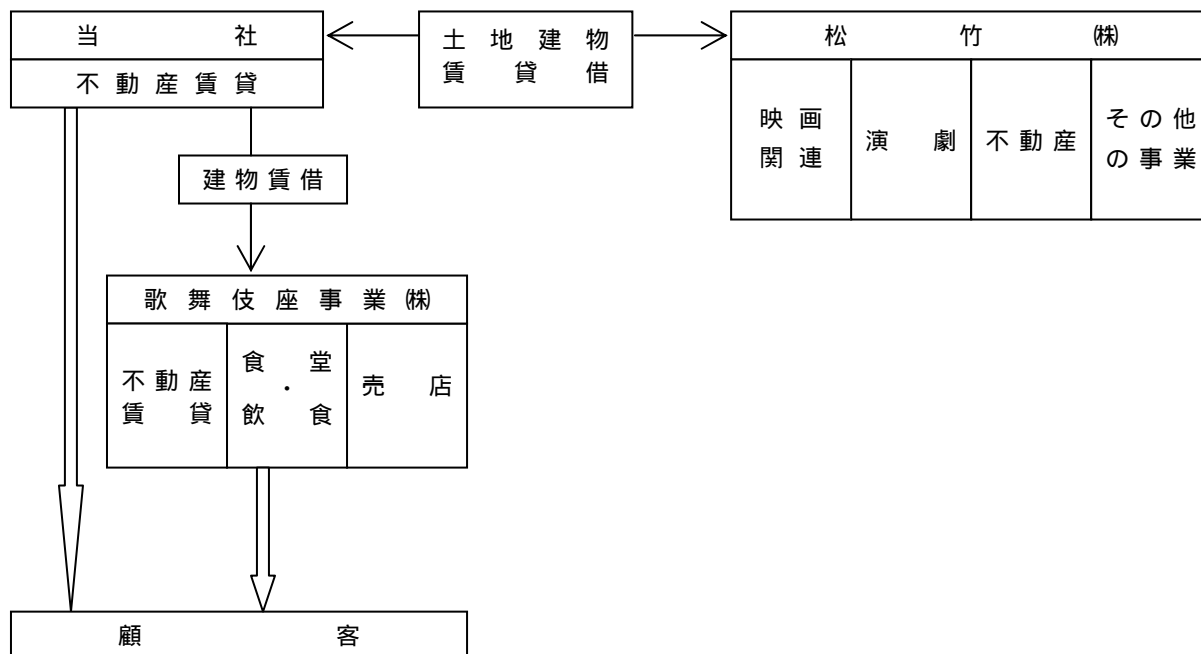 当社
不動産賃貸
土地建物
賃貸借
松竹㈱
映画
関連
演劇
不動産
その他
の事業
建物賃借
歌舞伎座事業㈱
不動産
賃貸
食堂
・
飲食
売店
顧客